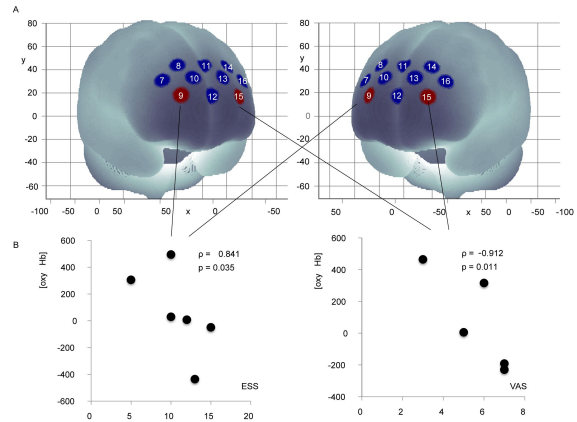 A
80
60
y
40
20
0
-20
-40
-60
8 11 14
7 10 13 16
9 12 15
-100 50 0 50 x 0 -50
80
60
y
40
20
0
-20
-40
-60
8 11 14
7 10 13 16
9 12 15
50 0 -50 x -50 -100
B
[oxy Hb]
600
400
200
0
-200
-400
-600
ρ = 0.841
p = 0.035
ESS
0 5 10 15 20
[oxy Hb]
600
400
200
0
-200
-400
ρ = -0.912
p = 0.011
VAS
0 2 4 6 8